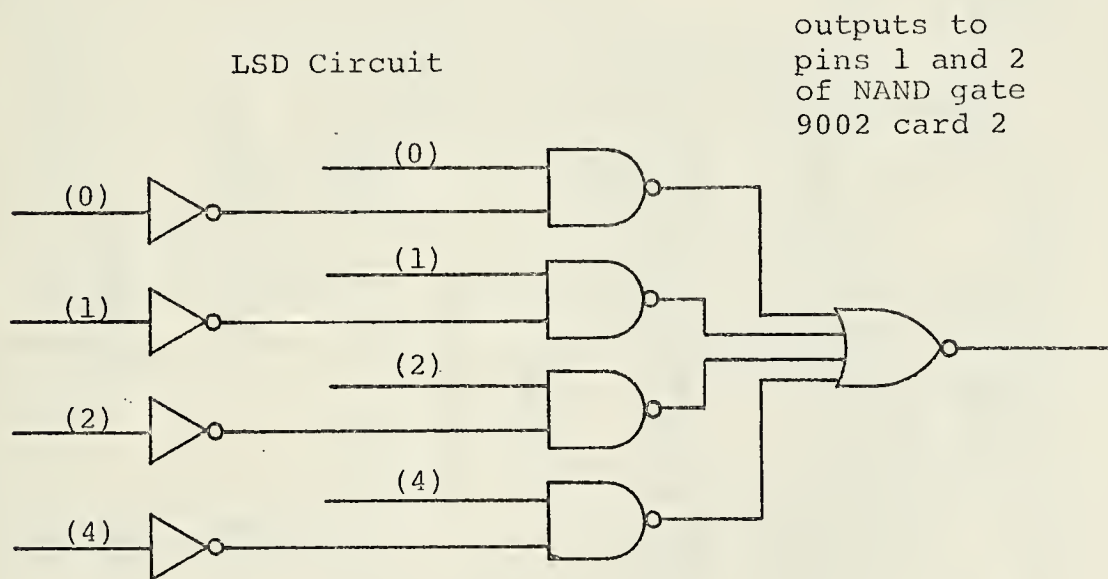 LSD Circuit
outputs to
pins 1 and 2
of NAND gate
9002 card 2
(0)
(0)
(1)
(1)
(2)
(2)
(4)
(4)